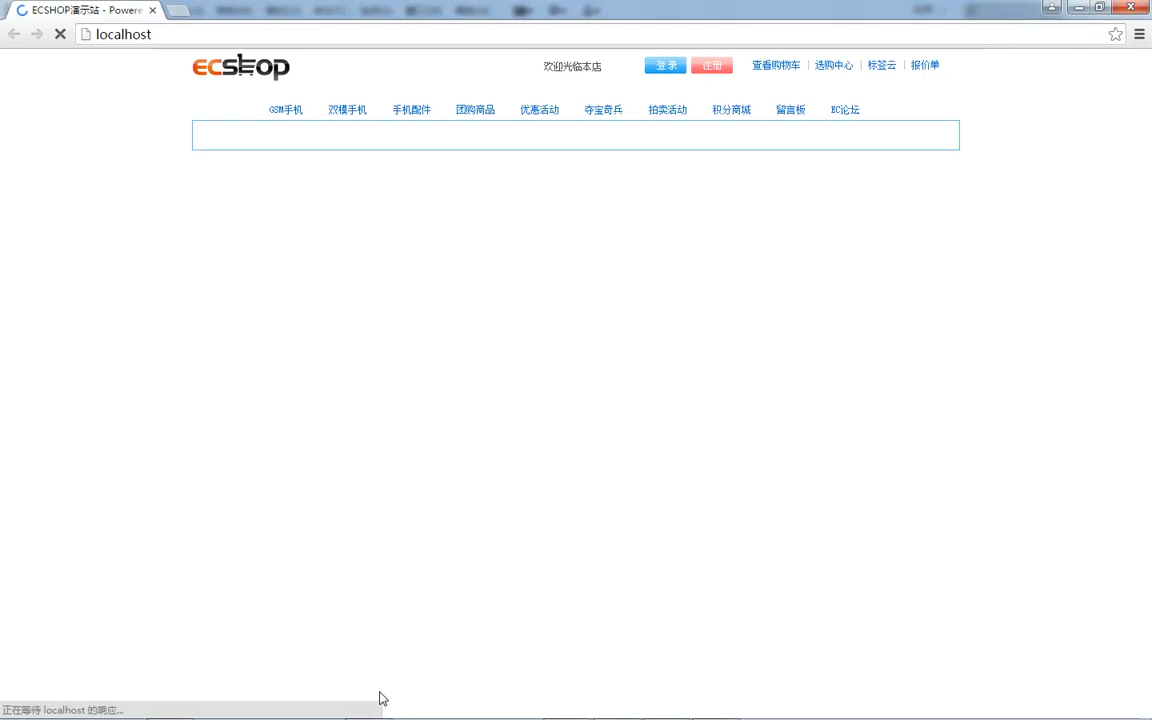 ECSHOP演示站 - Powere
localhost
ecshop
欢迎光临本店
登录
注册
查看购物车 选购中心 标签云 报价单
GSM手机 双模手机 手机配件 团购商品 优惠活动 夺宝奇兵 拍卖活动 积分商城 留言板 EC论坛
正在等待 localhost 的响应...